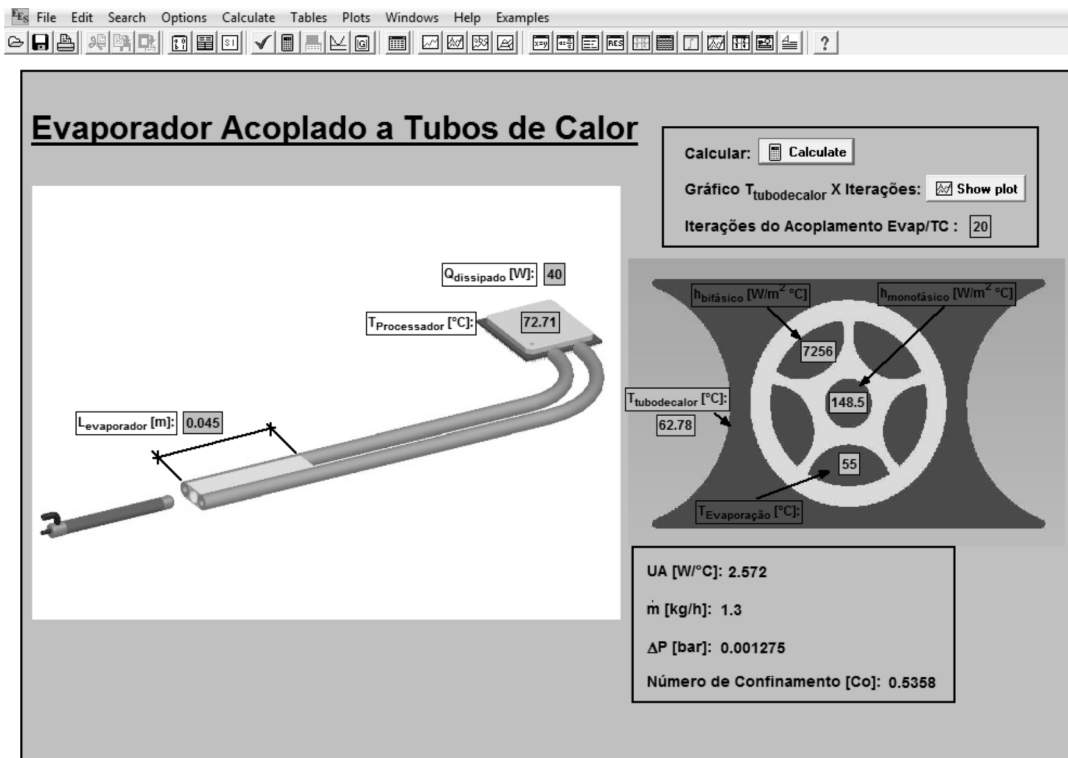 EES File Edit Search Options Calculate Tables Plots Windows Help Examples
Evaporador Acoplado a Tubos de Calor
Calcular: Calculate
Gráfico Ttubodecalor X Iterações: Show plot
Iterações do Acoplamento Evap/TC : 20
Qdissipado [W]: 40
TProcessador [°C]: 72.71
Levaporador [m]: 0.045
hbifásico [W/m² °C]
hmonofásico [W/m² °C]
7256
Ttubodecalor [°C]:
62.78
148.5
55
TEvaporação [°C]:
UA [W/°C]: 2.572
ṁ [kg/h]: 1.3
ΔP [bar]: 0.001275
Número de Confinamento [Co]: 0.5358